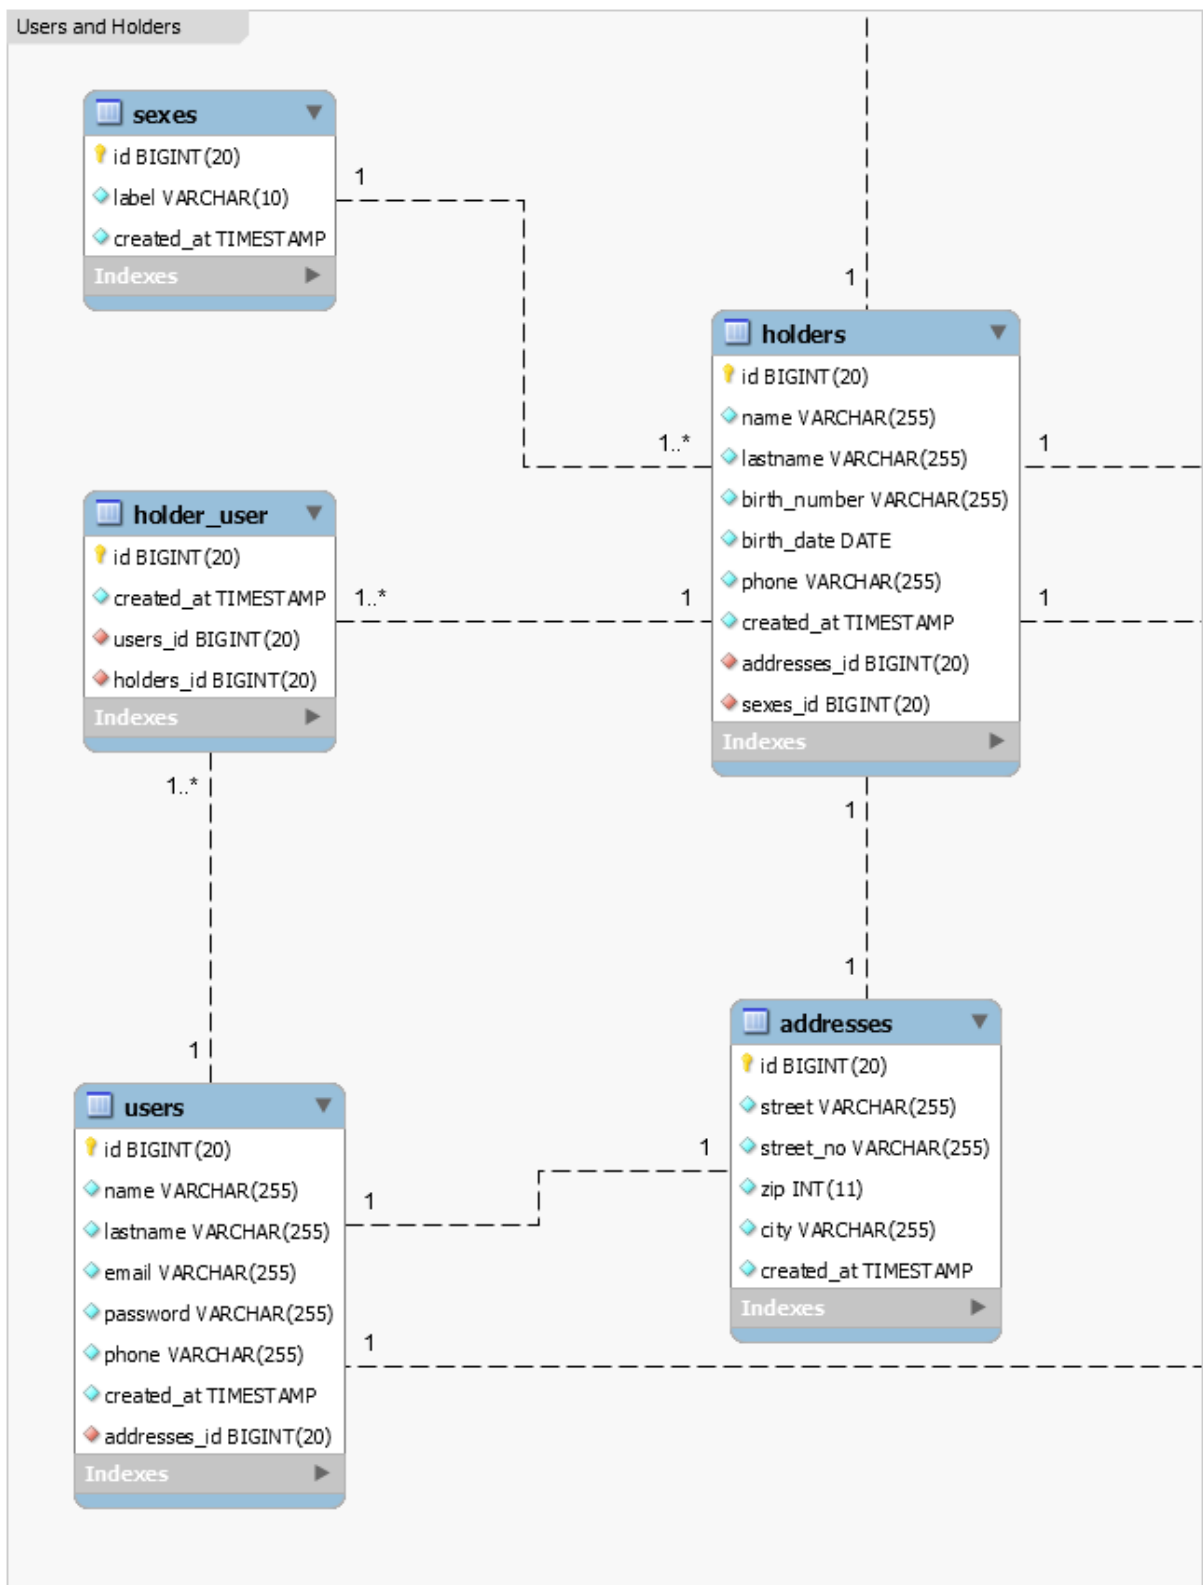 Users and Holders
sexes
id BIGINT(20)
label VARCHAR(10)
created_at TIMESTAMP
Indexes
1
1
holders
id BIGINT(20)
name VARCHAR(255)
lastname VARCHAR(255)
birth_number VARCHAR(255)
birth_date DATE
phone VARCHAR(255)
created_at TIMESTAMP
addresses_id BIGINT(20)
sexes_id BIGINT(20)
Indexes
1..*
1
1
1
holder_user
id BIGINT(20)
created_at TIMESTAMP
users_id BIGINT(20)
holders_id BIGINT(20)
Indexes
1..*
1..*
1
1
1
addresses
id BIGINT(20)
street VARCHAR(255)
street_no VARCHAR(255)
zip INT(11)
city VARCHAR(255)
created_at TIMESTAMP
Indexes
1
users
id BIGINT(20)
name VARCHAR(255)
lastname VARCHAR(255)
email VARCHAR(255)
password VARCHAR(255)
phone VARCHAR(255)
created_at TIMESTAMP
addresses_id BIGINT(20)
Indexes
1
1